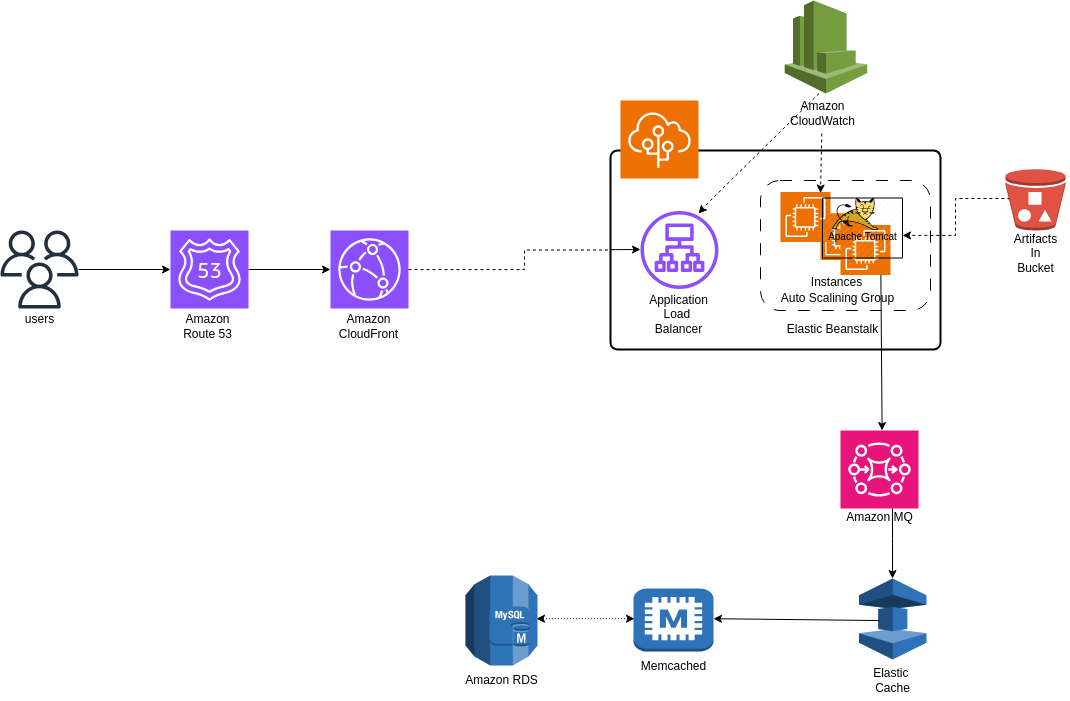 Amazon
CloudWatch
Artifacts
In
Bucket
Apache Tomcat
53
Instances
Auto Scalining Group
Application
Load
Balancer
Elastic Beanstalk
users
Amazon
Route 53
Amazon
CloudFront
Amazon MQ
MySQL
M
Amazon RDS
M
Memcached
Elastic
Cache